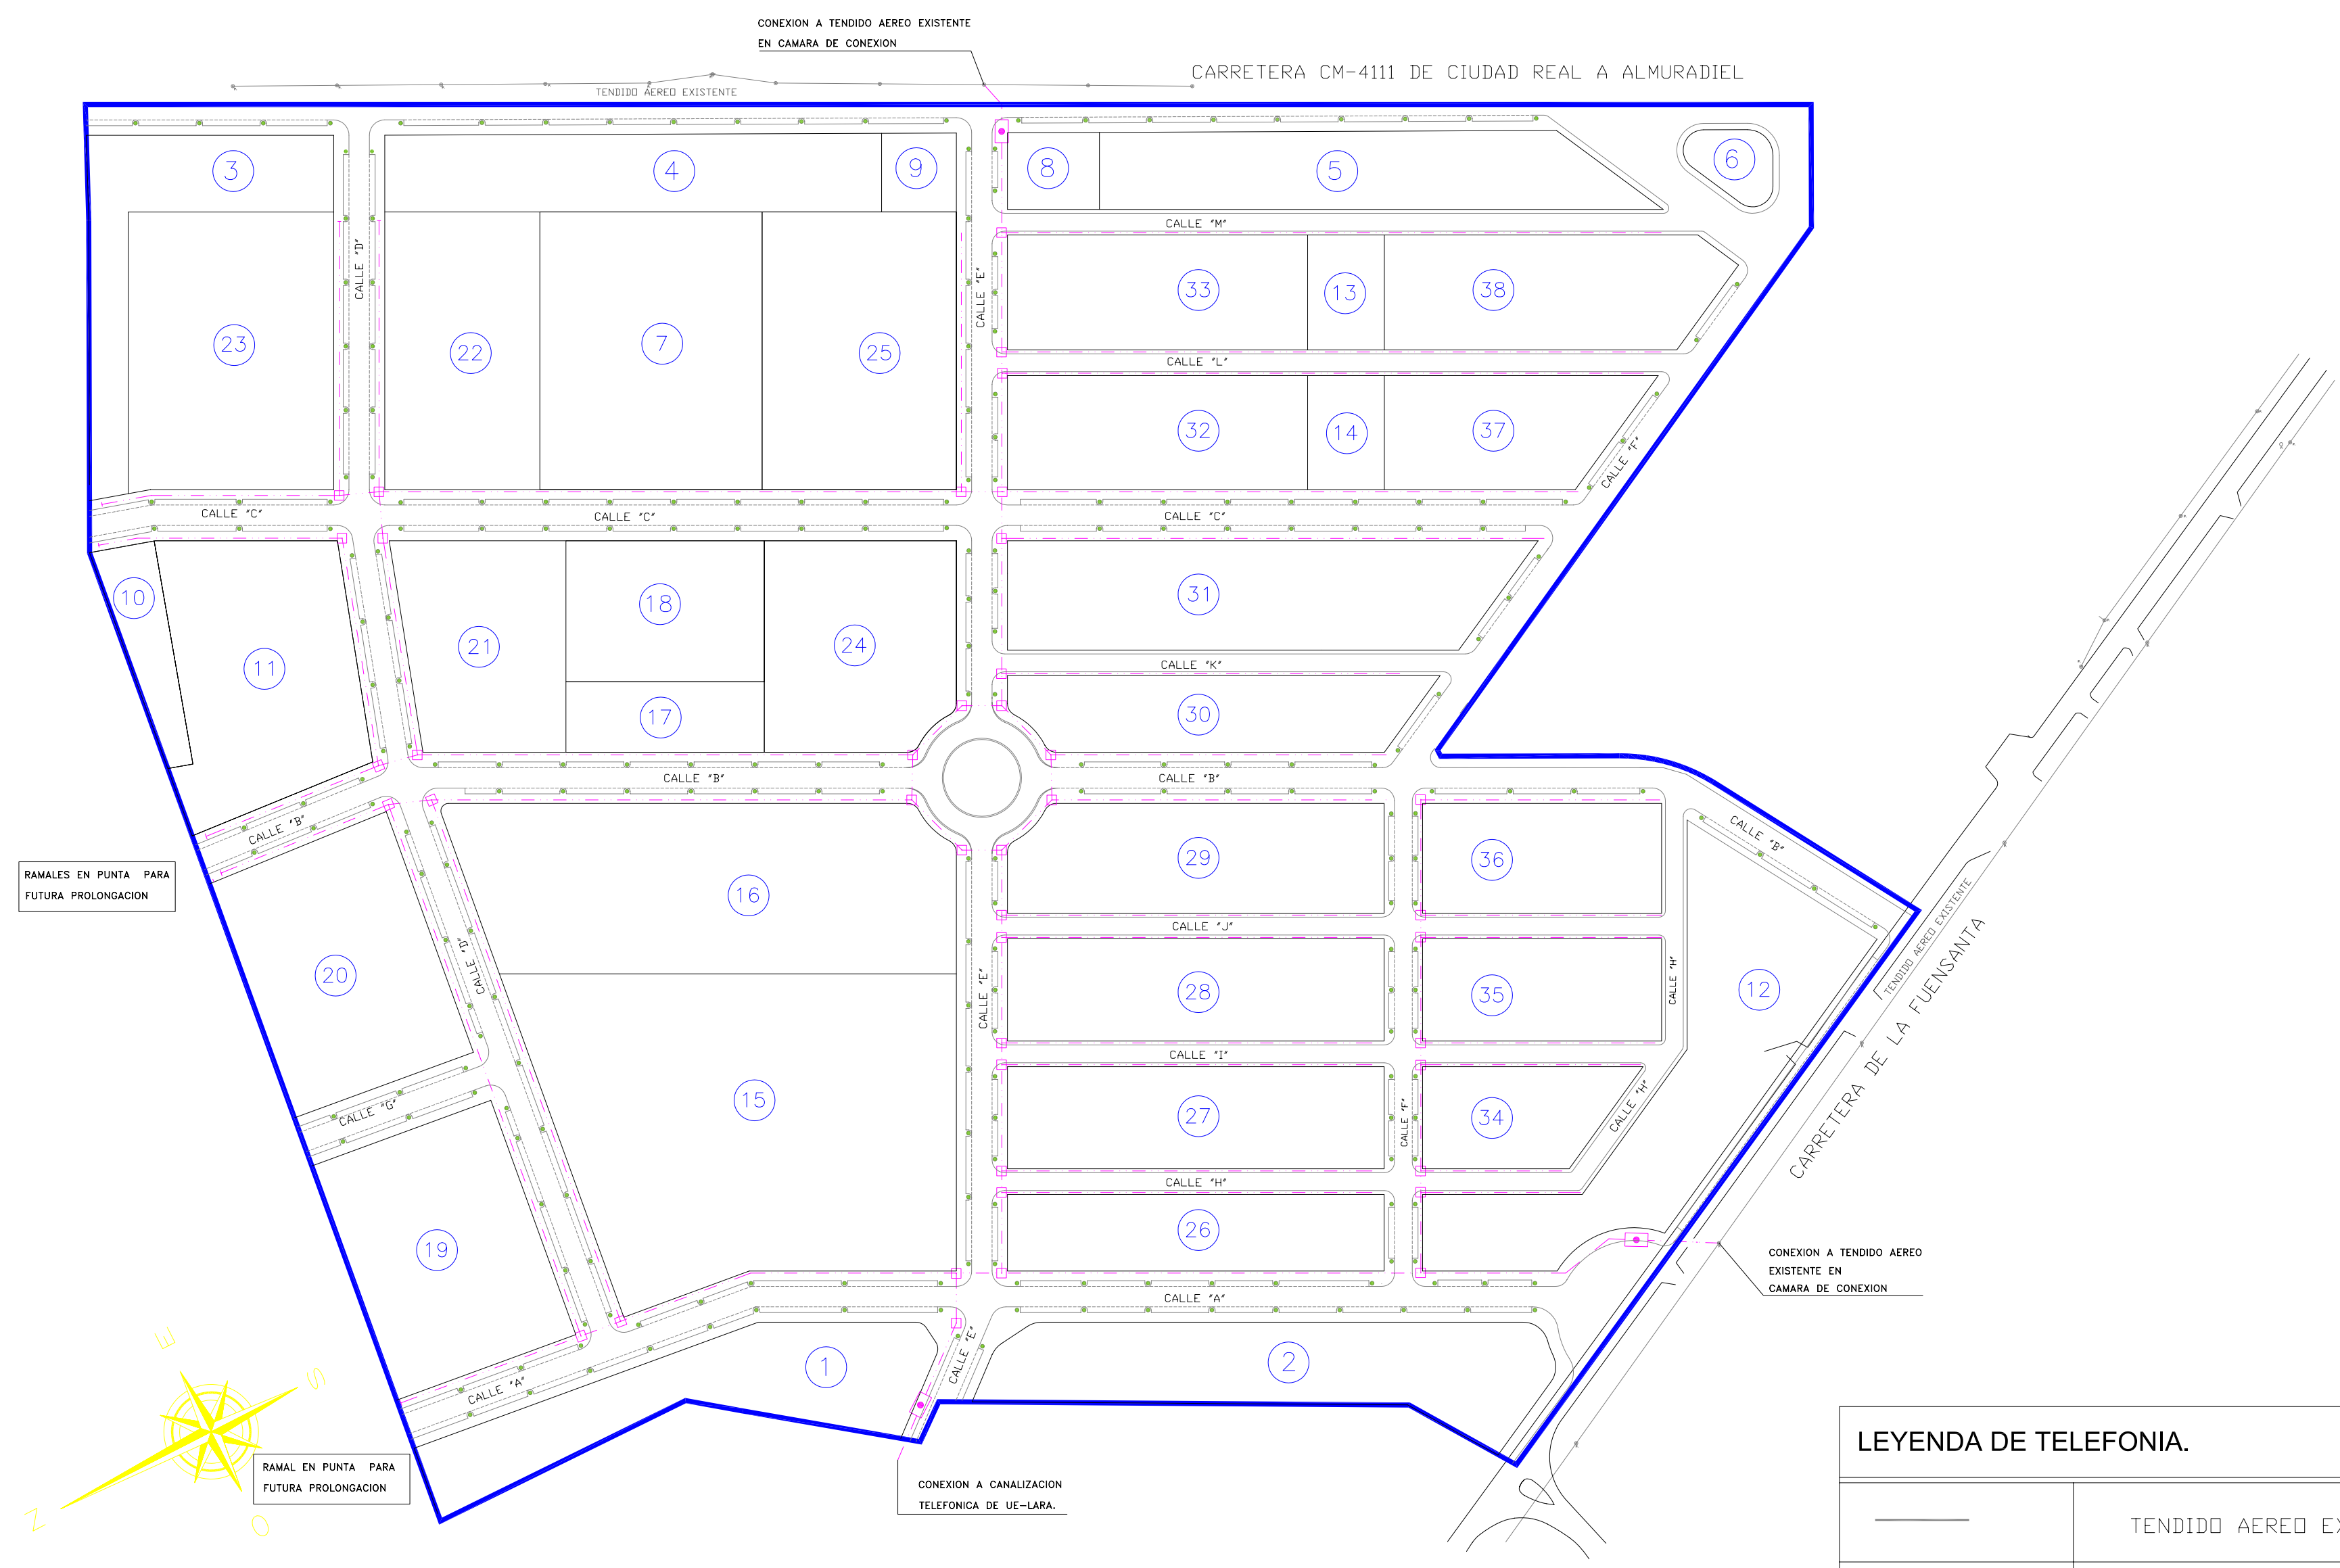 CONEXION A TENDIDO AEREO EXISTENTE
EN CAMARA DE CONEXION
CARRETERA CM-4111 DE CIUDAD REAL A ALMURADIEL
TENDIDO AEREO EXISTENTE
3
4
9
8
5
6
CALLE "M"
CALLE "D"
CALLE "E"
33
13
38
23
22
7
25
CALLE "L"
32
14
37
CALLE "F"
CALLE "C"
CALLE "C"
CALLE "C"
10
11
21
18
24
31
17
CALLE "K"
30
CALLE "B"
CALLE "B"
CALLE "B"
CALLE "B"
RAMALES EN PUNTA PARA
FUTURA PROLONGACION
16
29
36
TENDIDO AEREO EXISTENTE
CARRETERA DE LA FUENSANTA
CALLE "J"
20
CALLE "D"
CALLE "E"
28
35
CALLE "H"
12
CALLE "I"
15
CALLE "G"
27
CALLE "F"
34
CALLE "H"
CALLE "H"
19
26
CONEXION A TENDIDO AEREO
EXISTENTE EN
CAMARA DE CONEXION
CALLE "A"
CALLE "A"
CALLE "E"
1
2
E
S
N
O
RAMAL EN PUNTA PARA
FUTURA PROLONGACION
CONEXION A CANALIZACION
TELEFONICA DE UE-LARA.
LEYENDA DE TELEFONIA.
TENDIDO AEREO